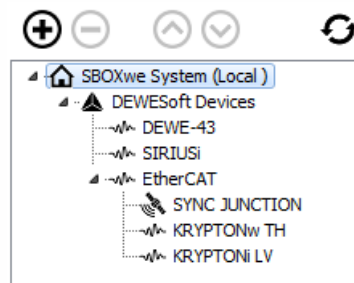 SBOXwe System (Local )
DEWESoft Devices
DEWE-43
SIRIUSi
EtherCAT
SYNC JUNCTION
KRYPTONw TH
KRYPTONi LV